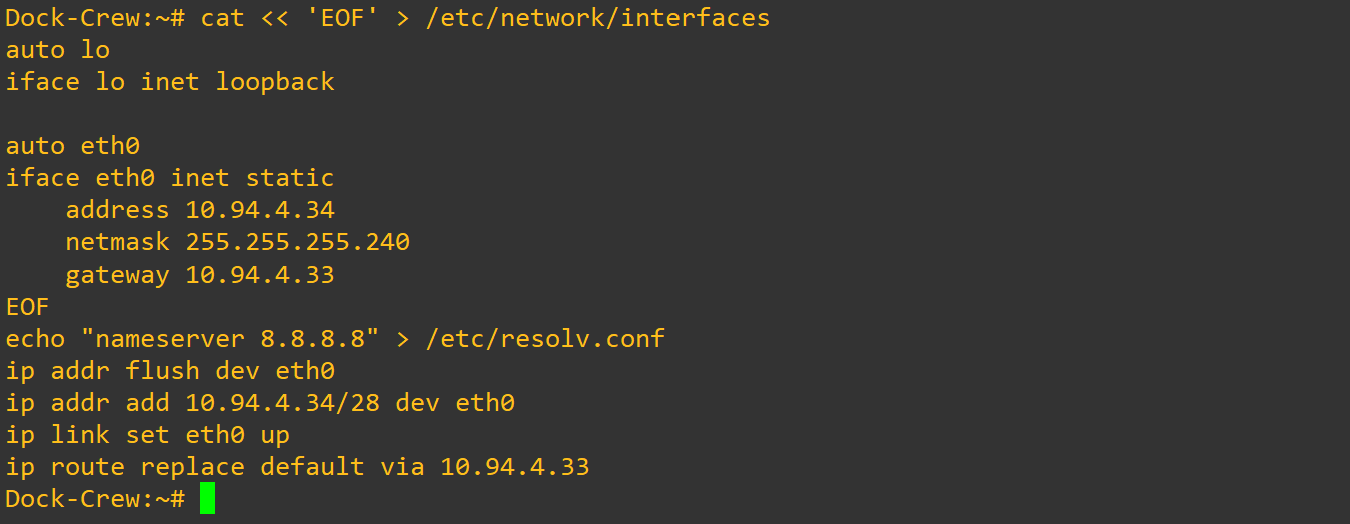 Dock-Crew:~# cat << 'EOF' > /etc/network/interfaces
auto lo
iface lo inet loopback

auto eth0
iface eth0 inet static
    address 10.94.4.34
    netmask 255.255.255.240
    gateway 10.94.4.33
EOF
echo "nameserver 8.8.8.8" > /etc/resolv.conf
ip addr flush dev eth0
ip addr add 10.94.4.34/28 dev eth0
ip link set eth0 up
ip route replace default via 10.94.4.33
Dock-Crew:~#